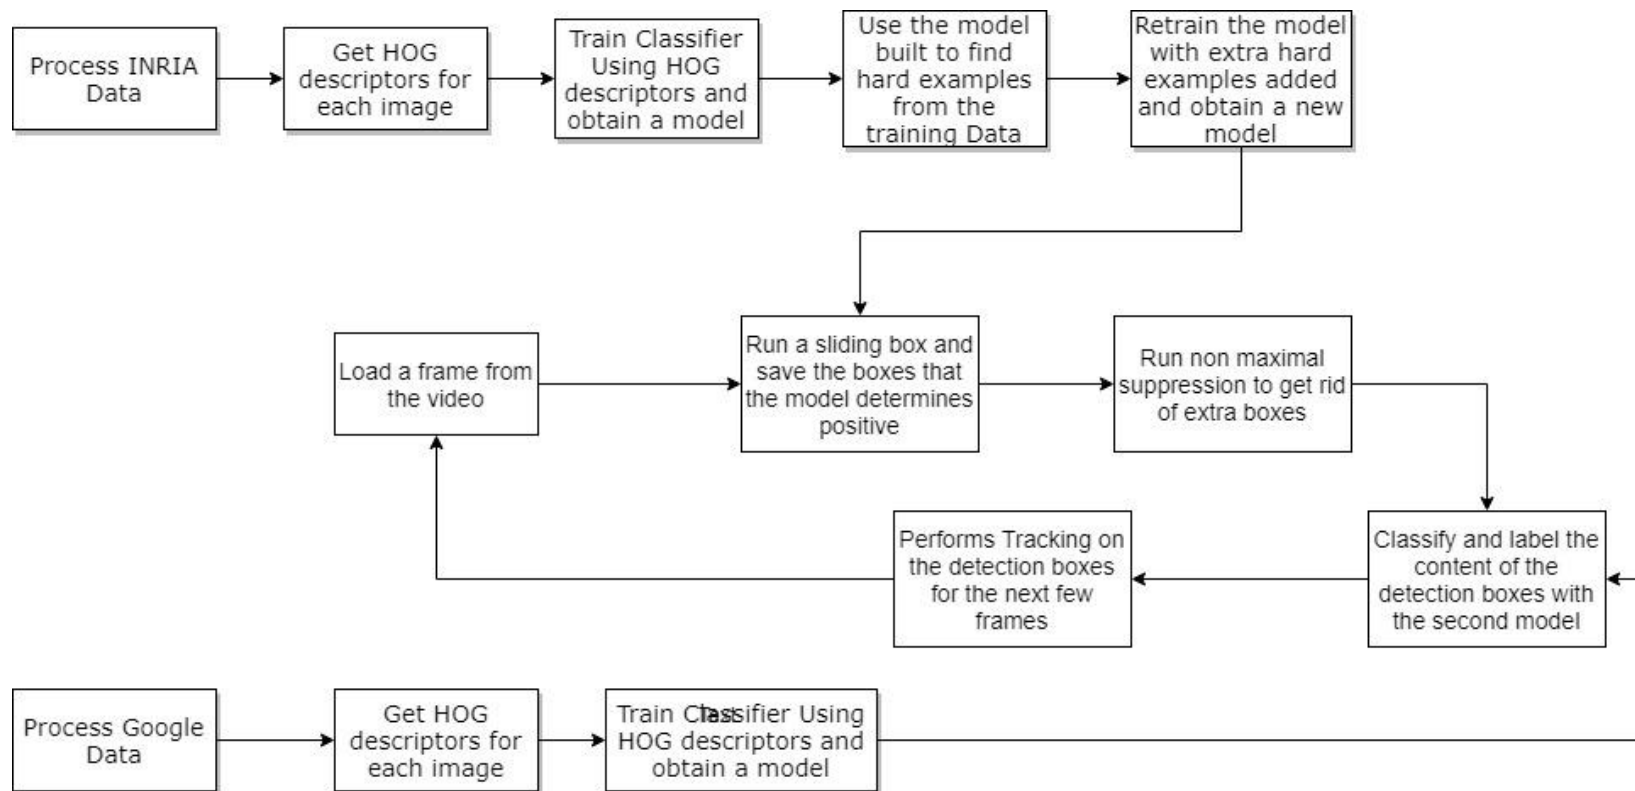 Process INRIA
Data
Get HOG
descriptors for
each image
Train Classifier
Using HOG
descriptors and
obtain a model
Use the model
built to find
hard examples
from the
training Data
Retrain the model
with extra hard
examples added
and obtain a new
model
Load a frame from
the video
Run a sliding box and
save the boxes that
the model determines
positive
Run non maximal
suppression to get rid
of extra boxes
Performs Tracking on
the detection boxes
for the next few
frames
Classify and label the
content of the
detection boxes with
the second model
Process Google
Data
Get HOG
descriptors for
each image
Train Classifier Using
HOG descriptors and
obtain a model